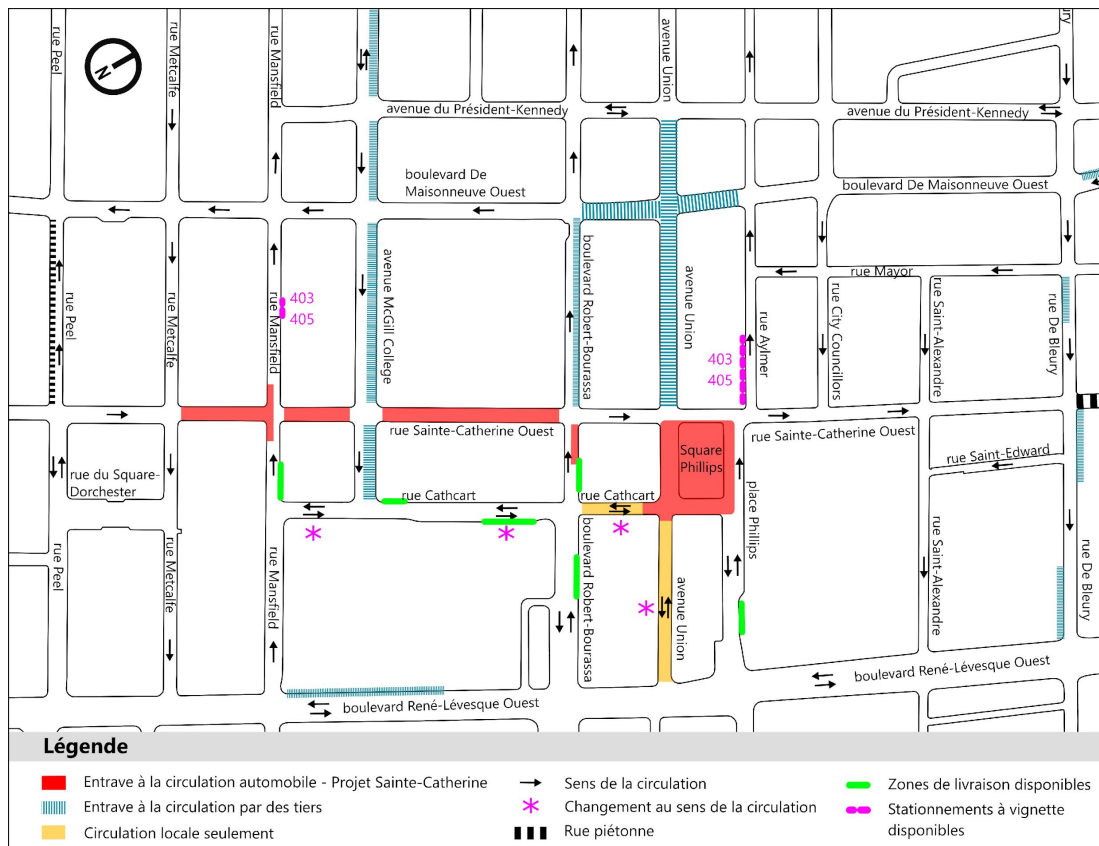 rue Peel
rue Metcalfe
rue Mansfield
avenue Union
Bleury
N
avenue du Président-Kennedy
avenue du Président-Kennedy
boulevard De
Maisonneuve Ouest
boulevard De Maisonneuve Ouest
rue Peel
rue Metcalfe
rue Mansfield
403
405
avenue McGill College
boulevard Robert-Bourassa
avenue Union
403
405
rue Aylmer
rue Mayor
rue City Councillors
rue Saint-Alexandre
rue De Bleury
rue Sainte-Catherine Ouest
rue Sainte-Catherine Ouest
Square
Phillips
rue Saint-Edward
rue du Square-
Dorchester
rue Cathcart
rue Cathcart
place Phillips
rue Peel
rue Metcalfe
rue Mansfield
boulevard Robert-Bourassa
avenue Union
rue Saint-Alexandre
rue De Bleury
boulevard René-Lévesque Ouest
boulevard René-Lévesque Ouest
Légende
Entrave à la circulation automobile - Projet Sainte-Catherine
Entrave à la circulation par des tiers
Circulation locale seulement
Sens de la circulation
Changement au sens de la circulation
Rue piétonne
Zones de livraison disponibles
Stationnements à vignette
disponibles